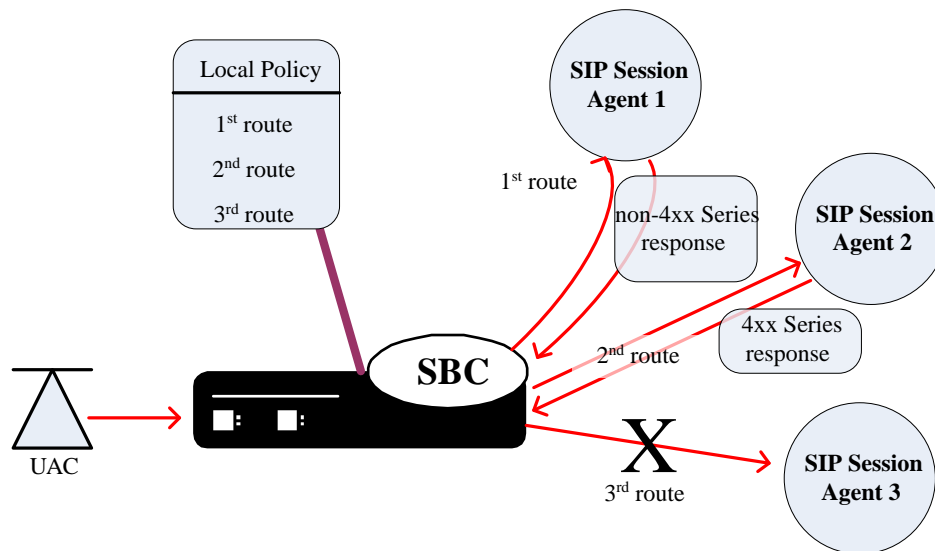 Local Policy
1st route
2nd route
3rd route
SIP Session
Agent 1
1st route
non-4xx Series
response
SIP Session
Agent 2
4xx Series
response
2nd route
SBC
UAC
X
3rd route
SIP Session
Agent 3